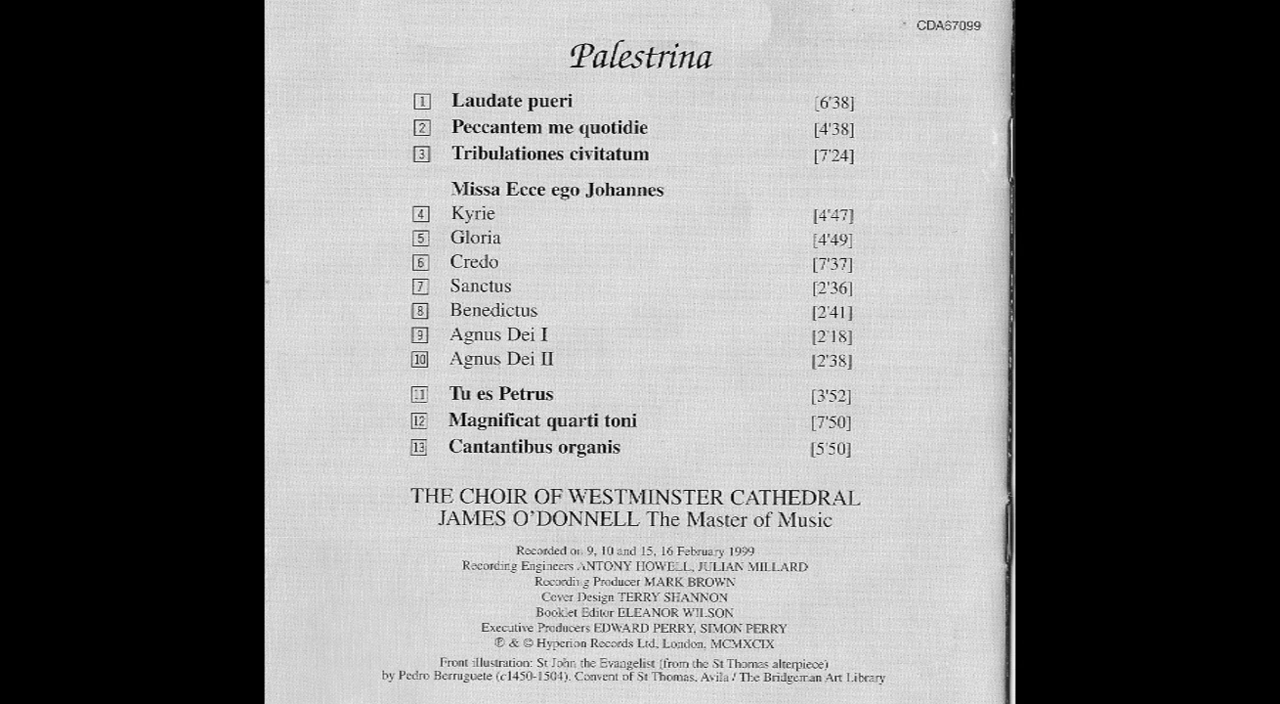 CDA67099
Palestrina
1 Laudate pueri [6'38]
2 Peccantem me quotidie [4'38]
3 Tribulationes civitatum [7'24]
Missa Ecce ego Johannes
4 Kyrie [4'47]
5 Gloria [4'49]
6 Credo [7'37]
7 Sanctus [2'36]
8 Benedictus [2'41]
9 Agnus Dei I [2'18]
10 Agnus Dei II [2'38]
11 Tu es Petrus [3'52]
12 Magnificat quarti toni [7'50]
13 Cantantibus organis [5'50]
THE CHOIR OF WESTMINSTER CATHEDRAL
JAMES O'DONNELL The Master of Music
Recorded on 9, 10 and 15, 16 February 1999
Recording Engineers ANTONY HOWELL, JULIAN MILLARD
Recording Producer MARK BROWN
Cover Design TERRY SHANNON
Booklet Editor ELEANOR WILSON
Executive Producers EDWARD PERRY, SIMON PERRY
℗ & © Hyperion Records Ltd, London, MCMXCIX
Front illustration: St John the Evangelist (from the St Thomas alterpiece)
by Pedro Berruguete (c1450-1504). Convent of St Thomas, Avila / The Bridgeman Art Library